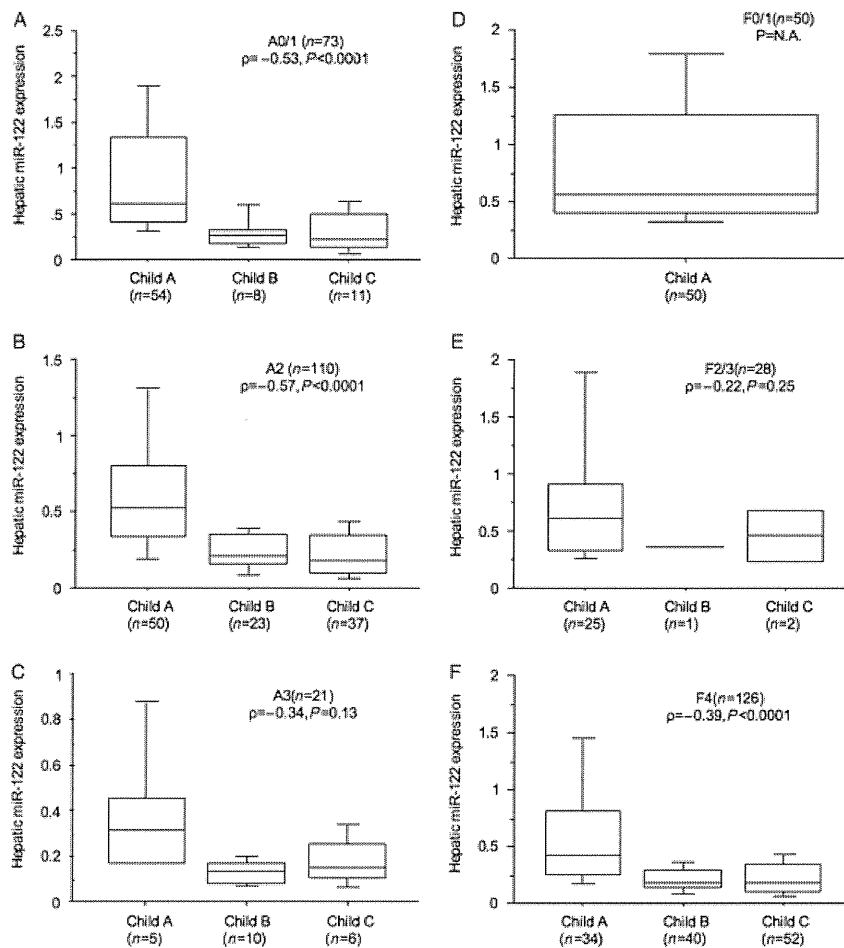 A
A0/1 (n=73)
ρ=−0.53, P<0.0001
Hepatic miR-122 expression
2.5
2
1.5
1
.5
0
Child A
(n=54)
Child B
(n=8)
Child C
(n=11)
B
A2 (n=110)
ρ=−0.57, P<0.0001
Hepatic miR-122 expression
1.5
1
0.5
0
Child A
(n=50)
Child B
(n=23)
Child C
(n=37)
C
A3(n=21)
ρ=−0.34, P=0.13
Hepatic miR-122 expression
1
0.8
0.6
0.4
0.2
0
Child A
(n=5)
Child B
(n=10)
Child C
(n=6)
D
F0/1(n=50)
P=N.A.
Hepatic miR-122 expression
2
1.5
1
0.5
0
Child A
(n=50)
E
F2/3(n=28)
ρ=−0.22, P=0.25
Hepatic miR-122 expression
2
1.5
1
0.5
0
Child A
(n=25)
Child B
(n=1)
Child C
(n=2)
F
F4(n=126)
ρ=−0.39, P<0.0001
Hepatic miR-122 expression
2
1.5
1
0.5
0
Child A
(n=34)
Child B
(n=40)
Child C
(n=52)